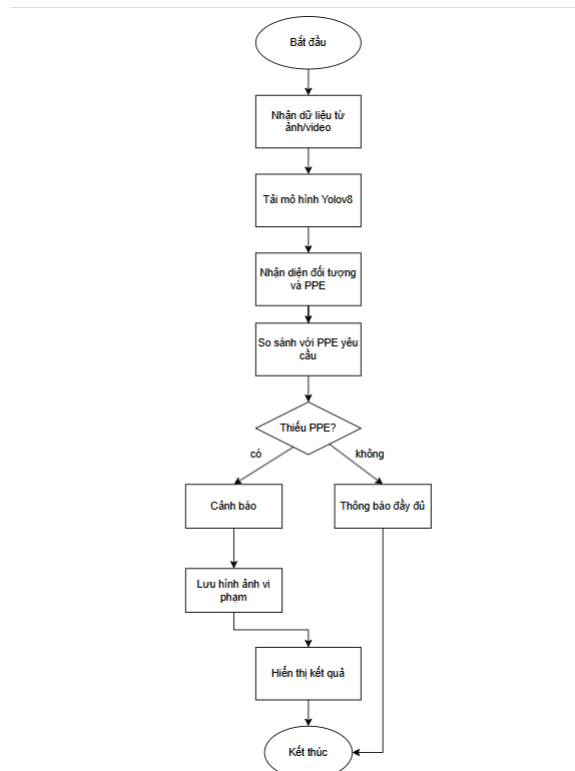 Bắt đầu
Nhận dữ liệu từ
ảnh/video
Tải mô hình Yolov8
Nhận diện đối tượng
và PPE
So sánh với PPE yêu
cầu
Thiếu PPE?
có
không
Cảnh báo
Thông báo đầy đủ
Lưu hình ảnh vi
phạm
Hiển thị kết quả
Kết thúc